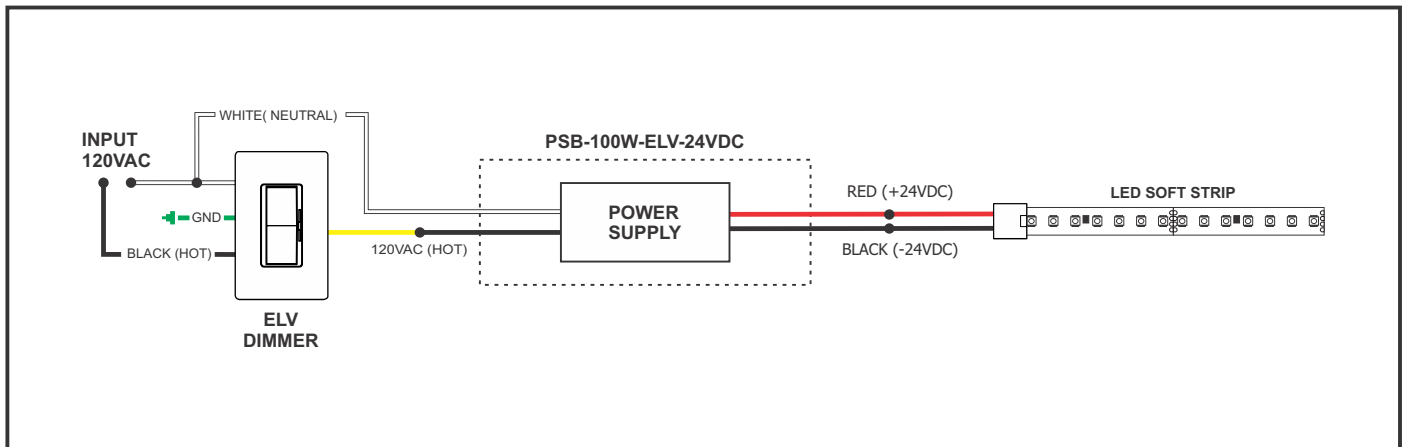 WHITE( NEUTRAL)
INPUT
120VAC
GND
BLACK (HOT)
ELV
DIMMER
120VAC (HOT)
PSB-100W-ELV-24VDC
POWER
SUPPLY
RED (+24VDC)
BLACK (-24VDC)
LED SOFT STRIP